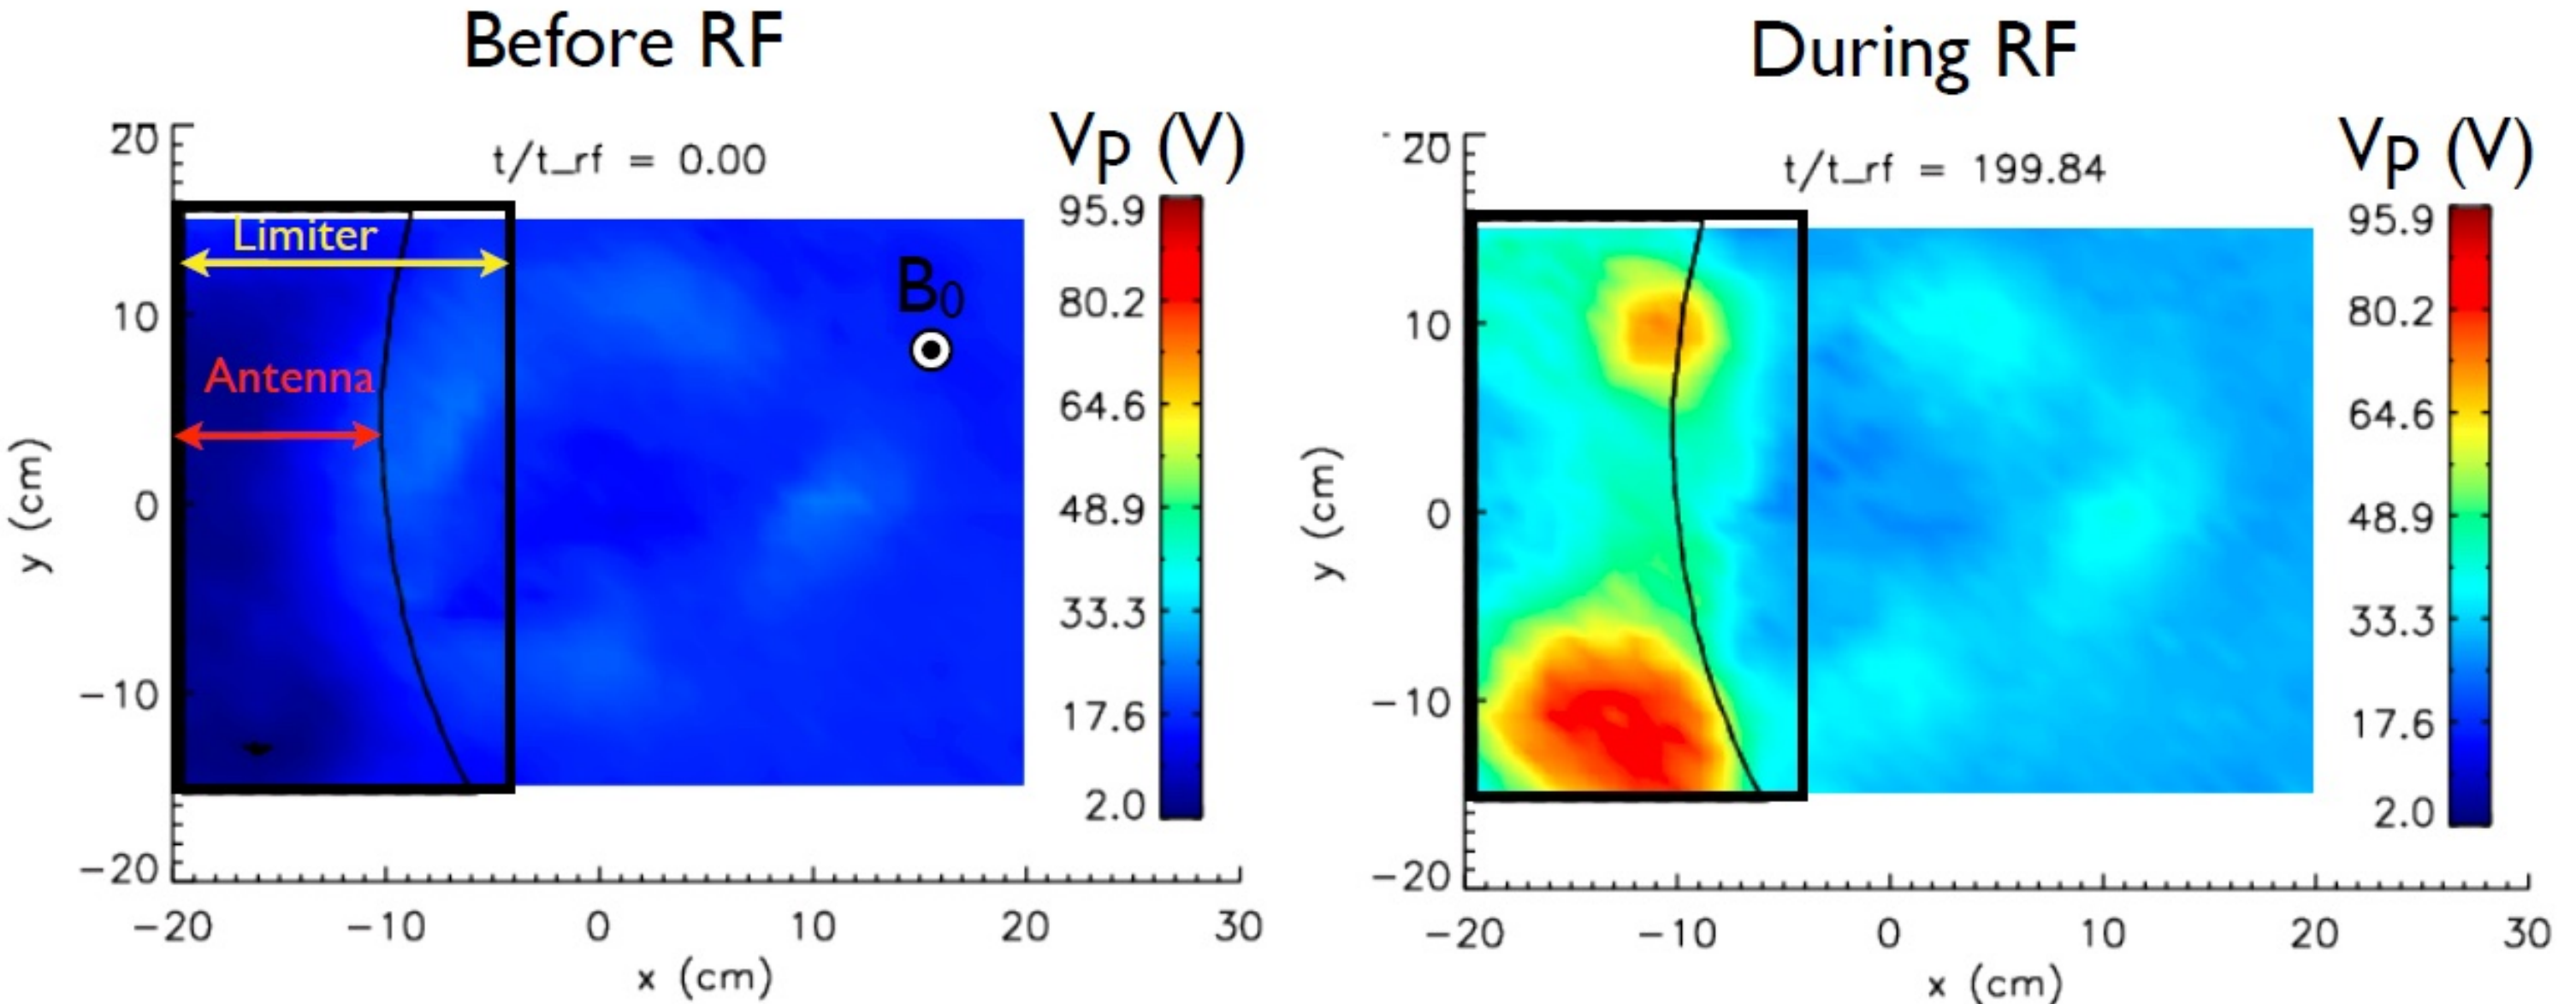 Before RF
t/t_rf = 0.00
Vp (V)
Limiter
Antenna
B₀
20
10
0
−10
−20
y (cm)
−20 −10 0 10 20 30
x (cm)
95.9
80.2
64.6
48.9
33.3
17.6
2.0
During RF
t/t_rf = 199.84
Vp (V)
20
10
0
−10
−20
y (cm)
−20 −10 0 10 20 30
x (cm)
95.9
80.2
64.6
48.9
33.3
17.6
2.0